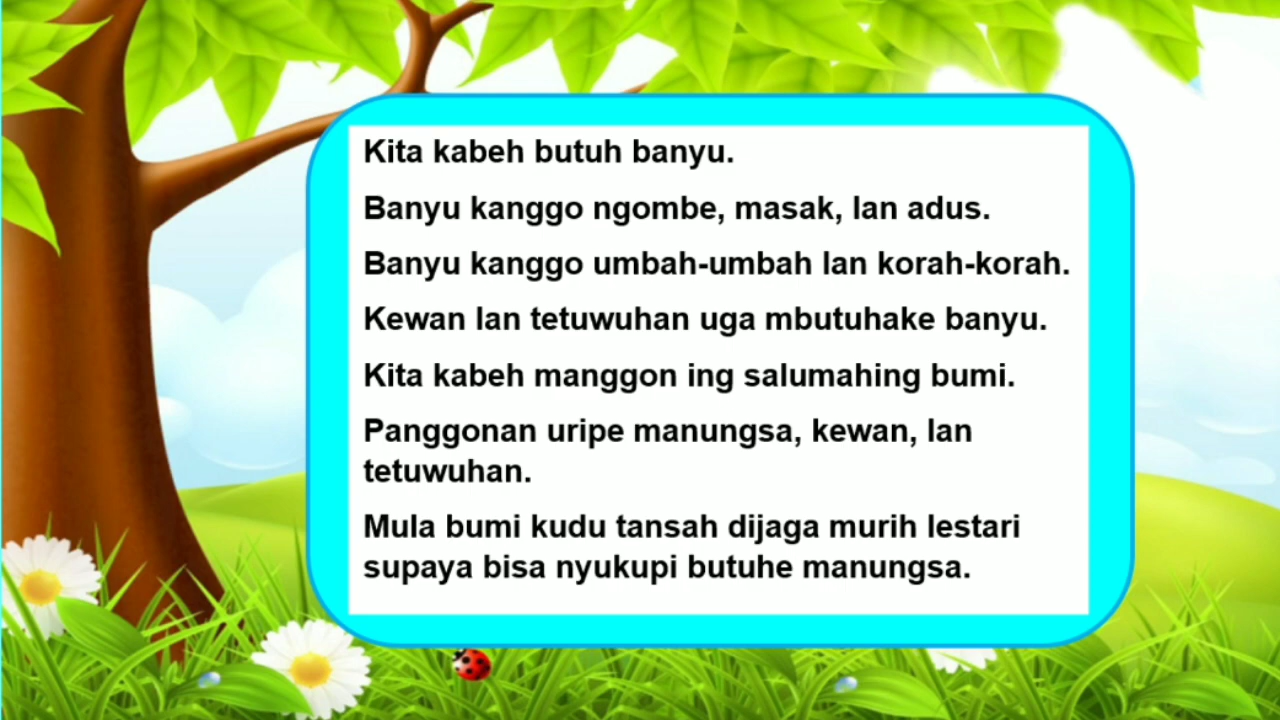 Kita kabeh butuh banyu.
Banyu kanggo ngombe, masak, lan adus.
Banyu kanggo umbah-umbah lan korah-korah.
Kewan lan tetuwuhan uga mbutuhake banyu.
Kita kabeh manggon ing salumahing bumi.
Panggonan uripe manungsa, kewan, lan
tetuwuhan.
Mula bumi kudu tansah dijaga murih lestari
supaya bisa nyukupi butuhe manungsa.